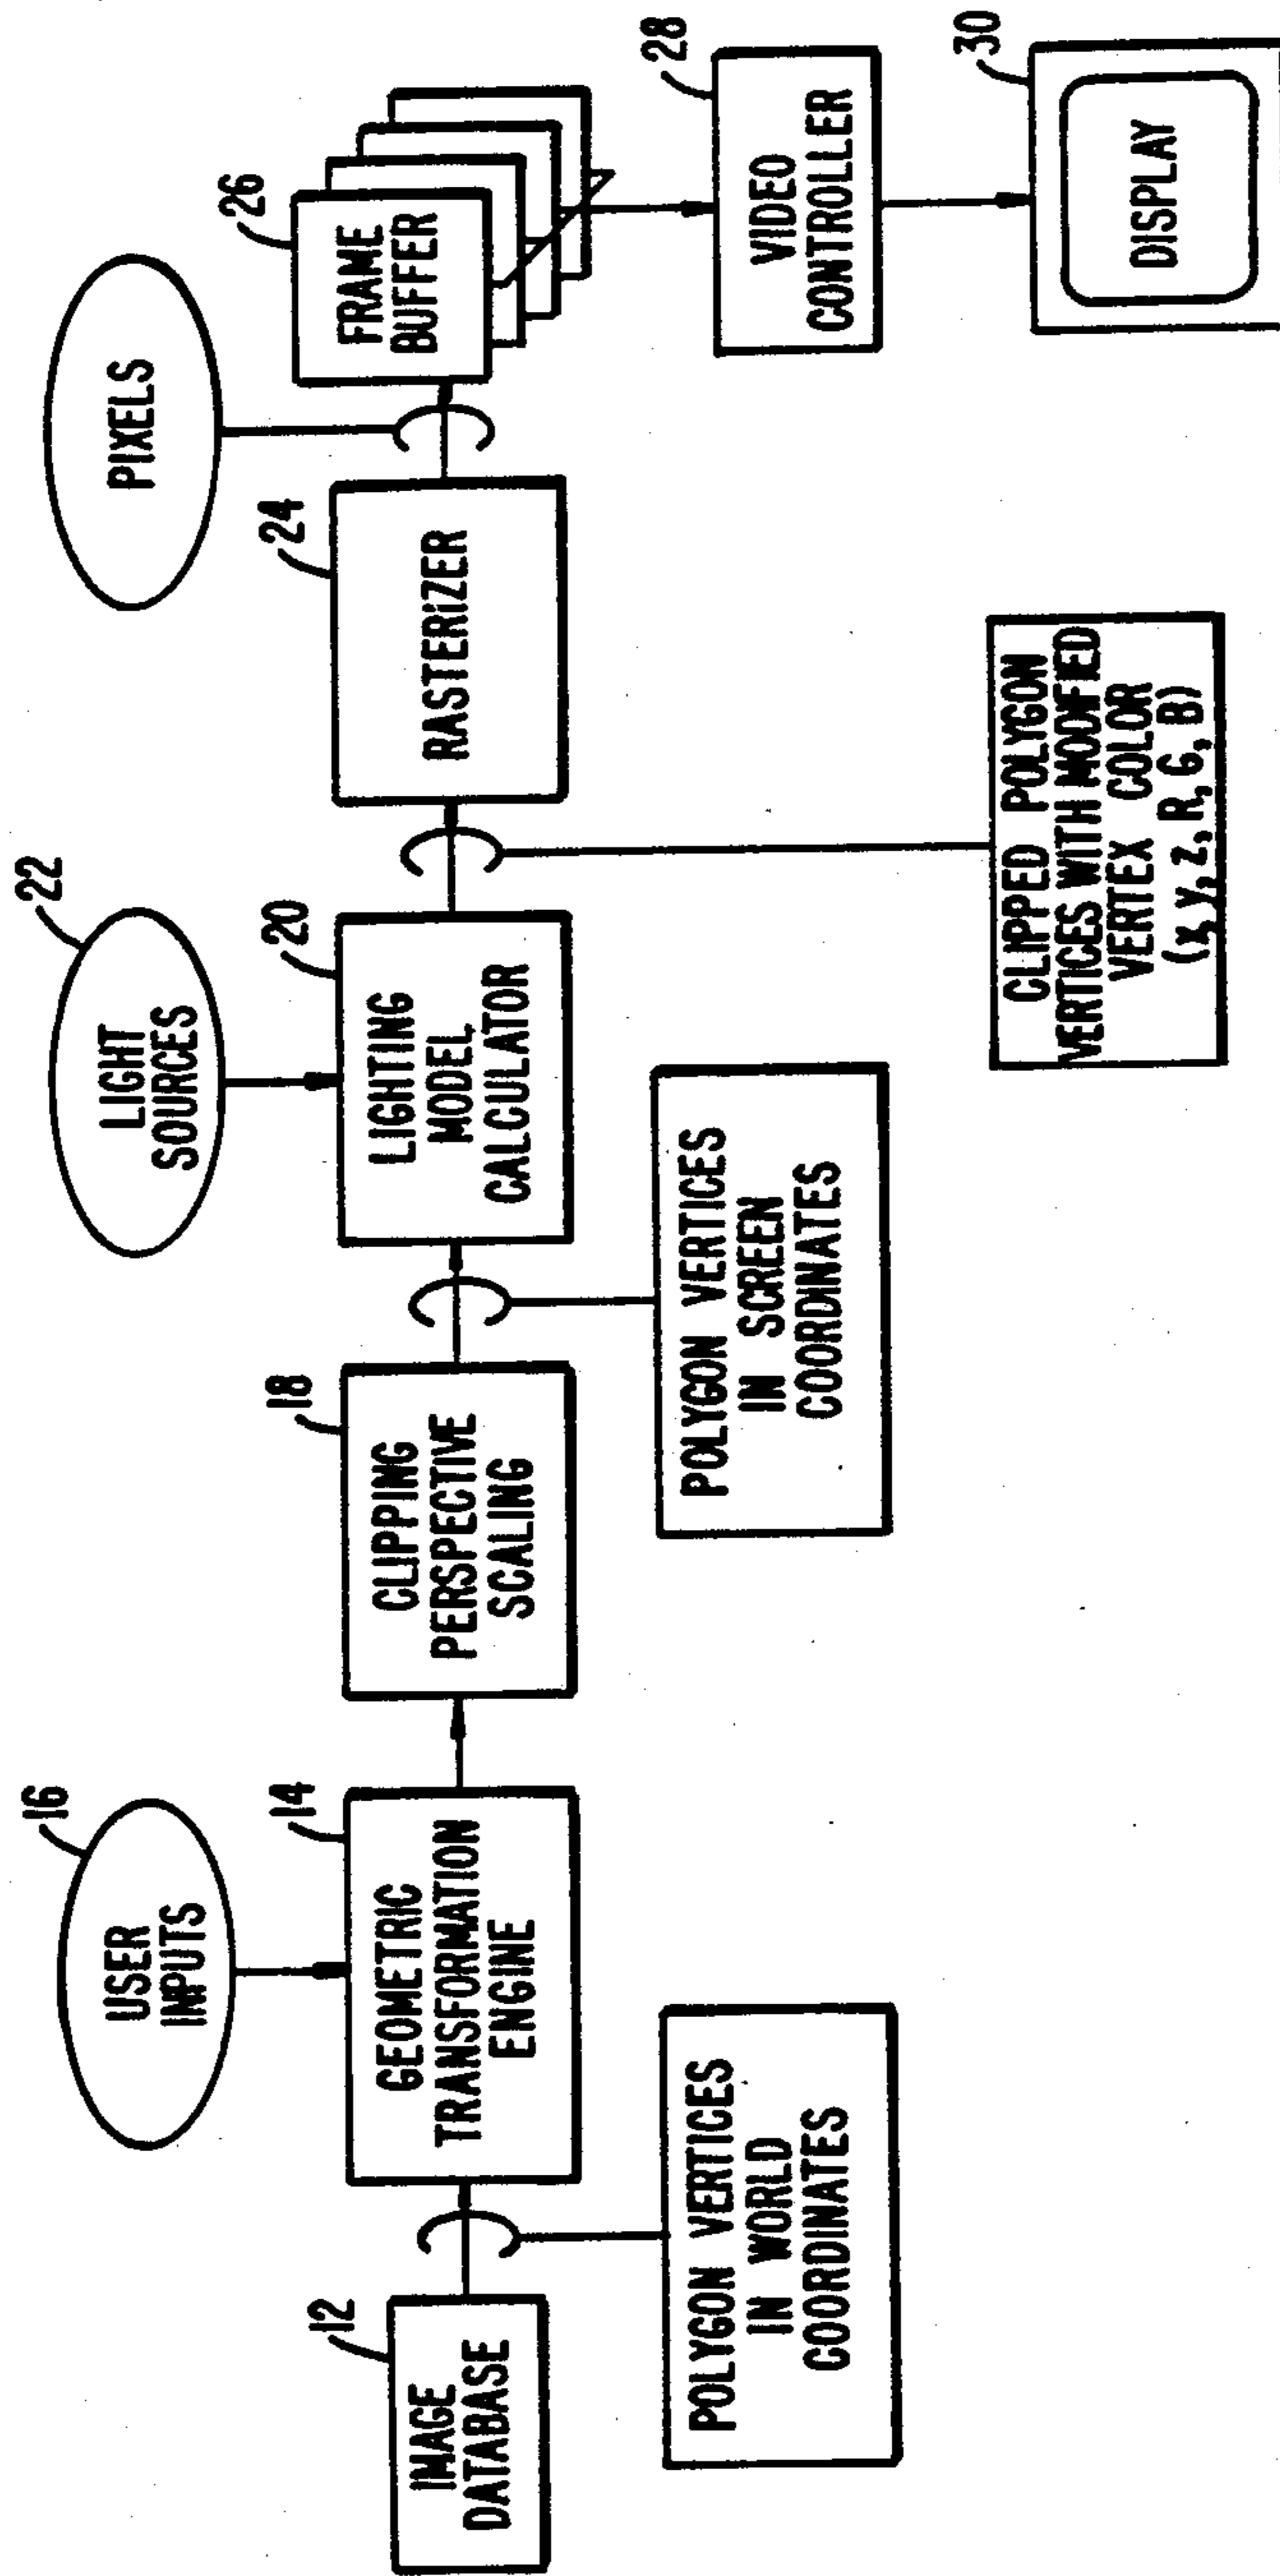 USER
INPUTS
16
LIGHT
SOURCES
22
PIXELS
12
IMAGE
DATABASE
14
GEOMETRIC
TRANSFORMATION
ENGINE
18
CLIPPING
PERSPECTIVE
SCALING
20
LIGHTING
MODEL
CALCULATOR
24
RASTERIZER
26
FRAME
BUFFER
POLYGON VERTICES
IN WORLD
COORDINATES
POLYGON VERTICES
IN SCREEN
COORDINATES
28
VIDEO
CONTROLLER
CLIPPED POLYGON
VERTICES WITH MODIFIED
VERTEX COLOR
(x, y, z, R, G, B)
30
DISPLAY